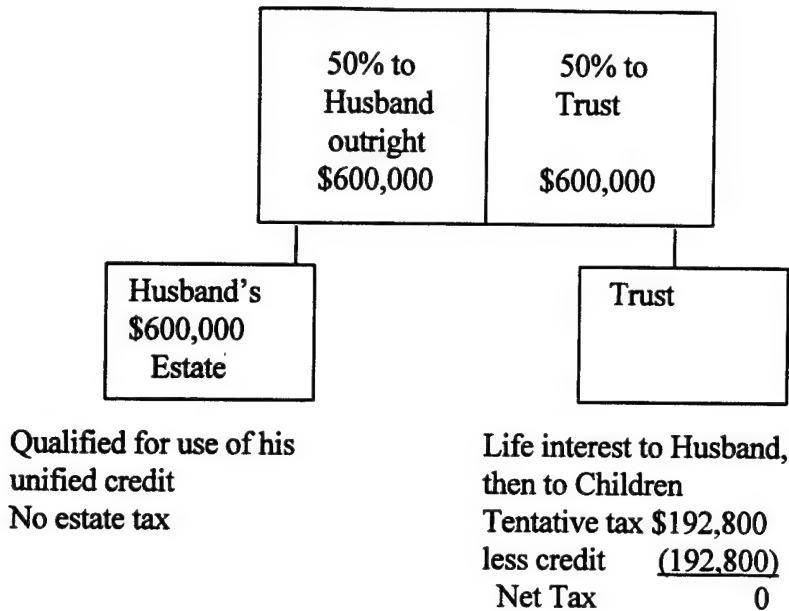 50% to
Husband
outright
$600,000
50% to
Trust
$600,000
Husband's
$600,000
Estate
Trust
Qualified for use of his
unified credit
No estate tax
Life interest to Husband,
then to Children
Tentative tax $192,800
less credit (192,800)
Net Tax 0